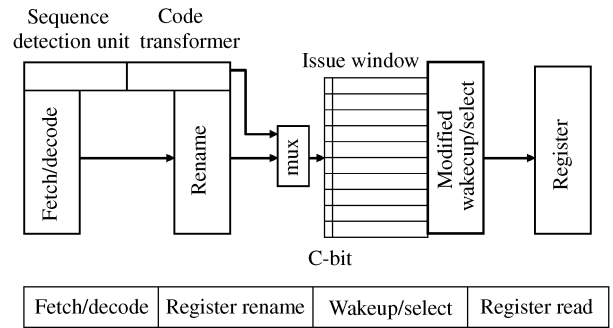 Sequence
detection unit
Code
transformer
Issue window
Fetch/decode
Rename
mux
Modified
wakecup/select
Register
C-bit
Fetch/decode
Register rename
Wakeup/select
Register read